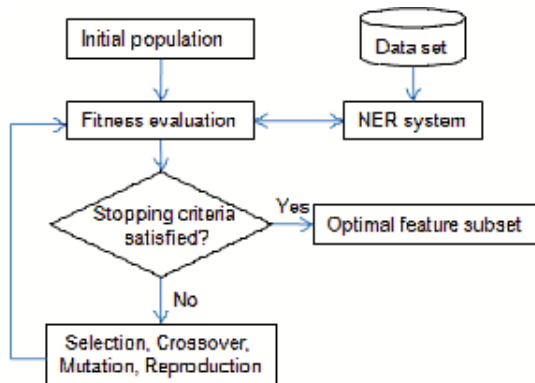 Initial population
Data set
Fitness evaluation
NER system
Stopping criteria
satisfied?
Yes
Optimal feature subset
No
Selection, Crossover,
Mutation, Reproduction